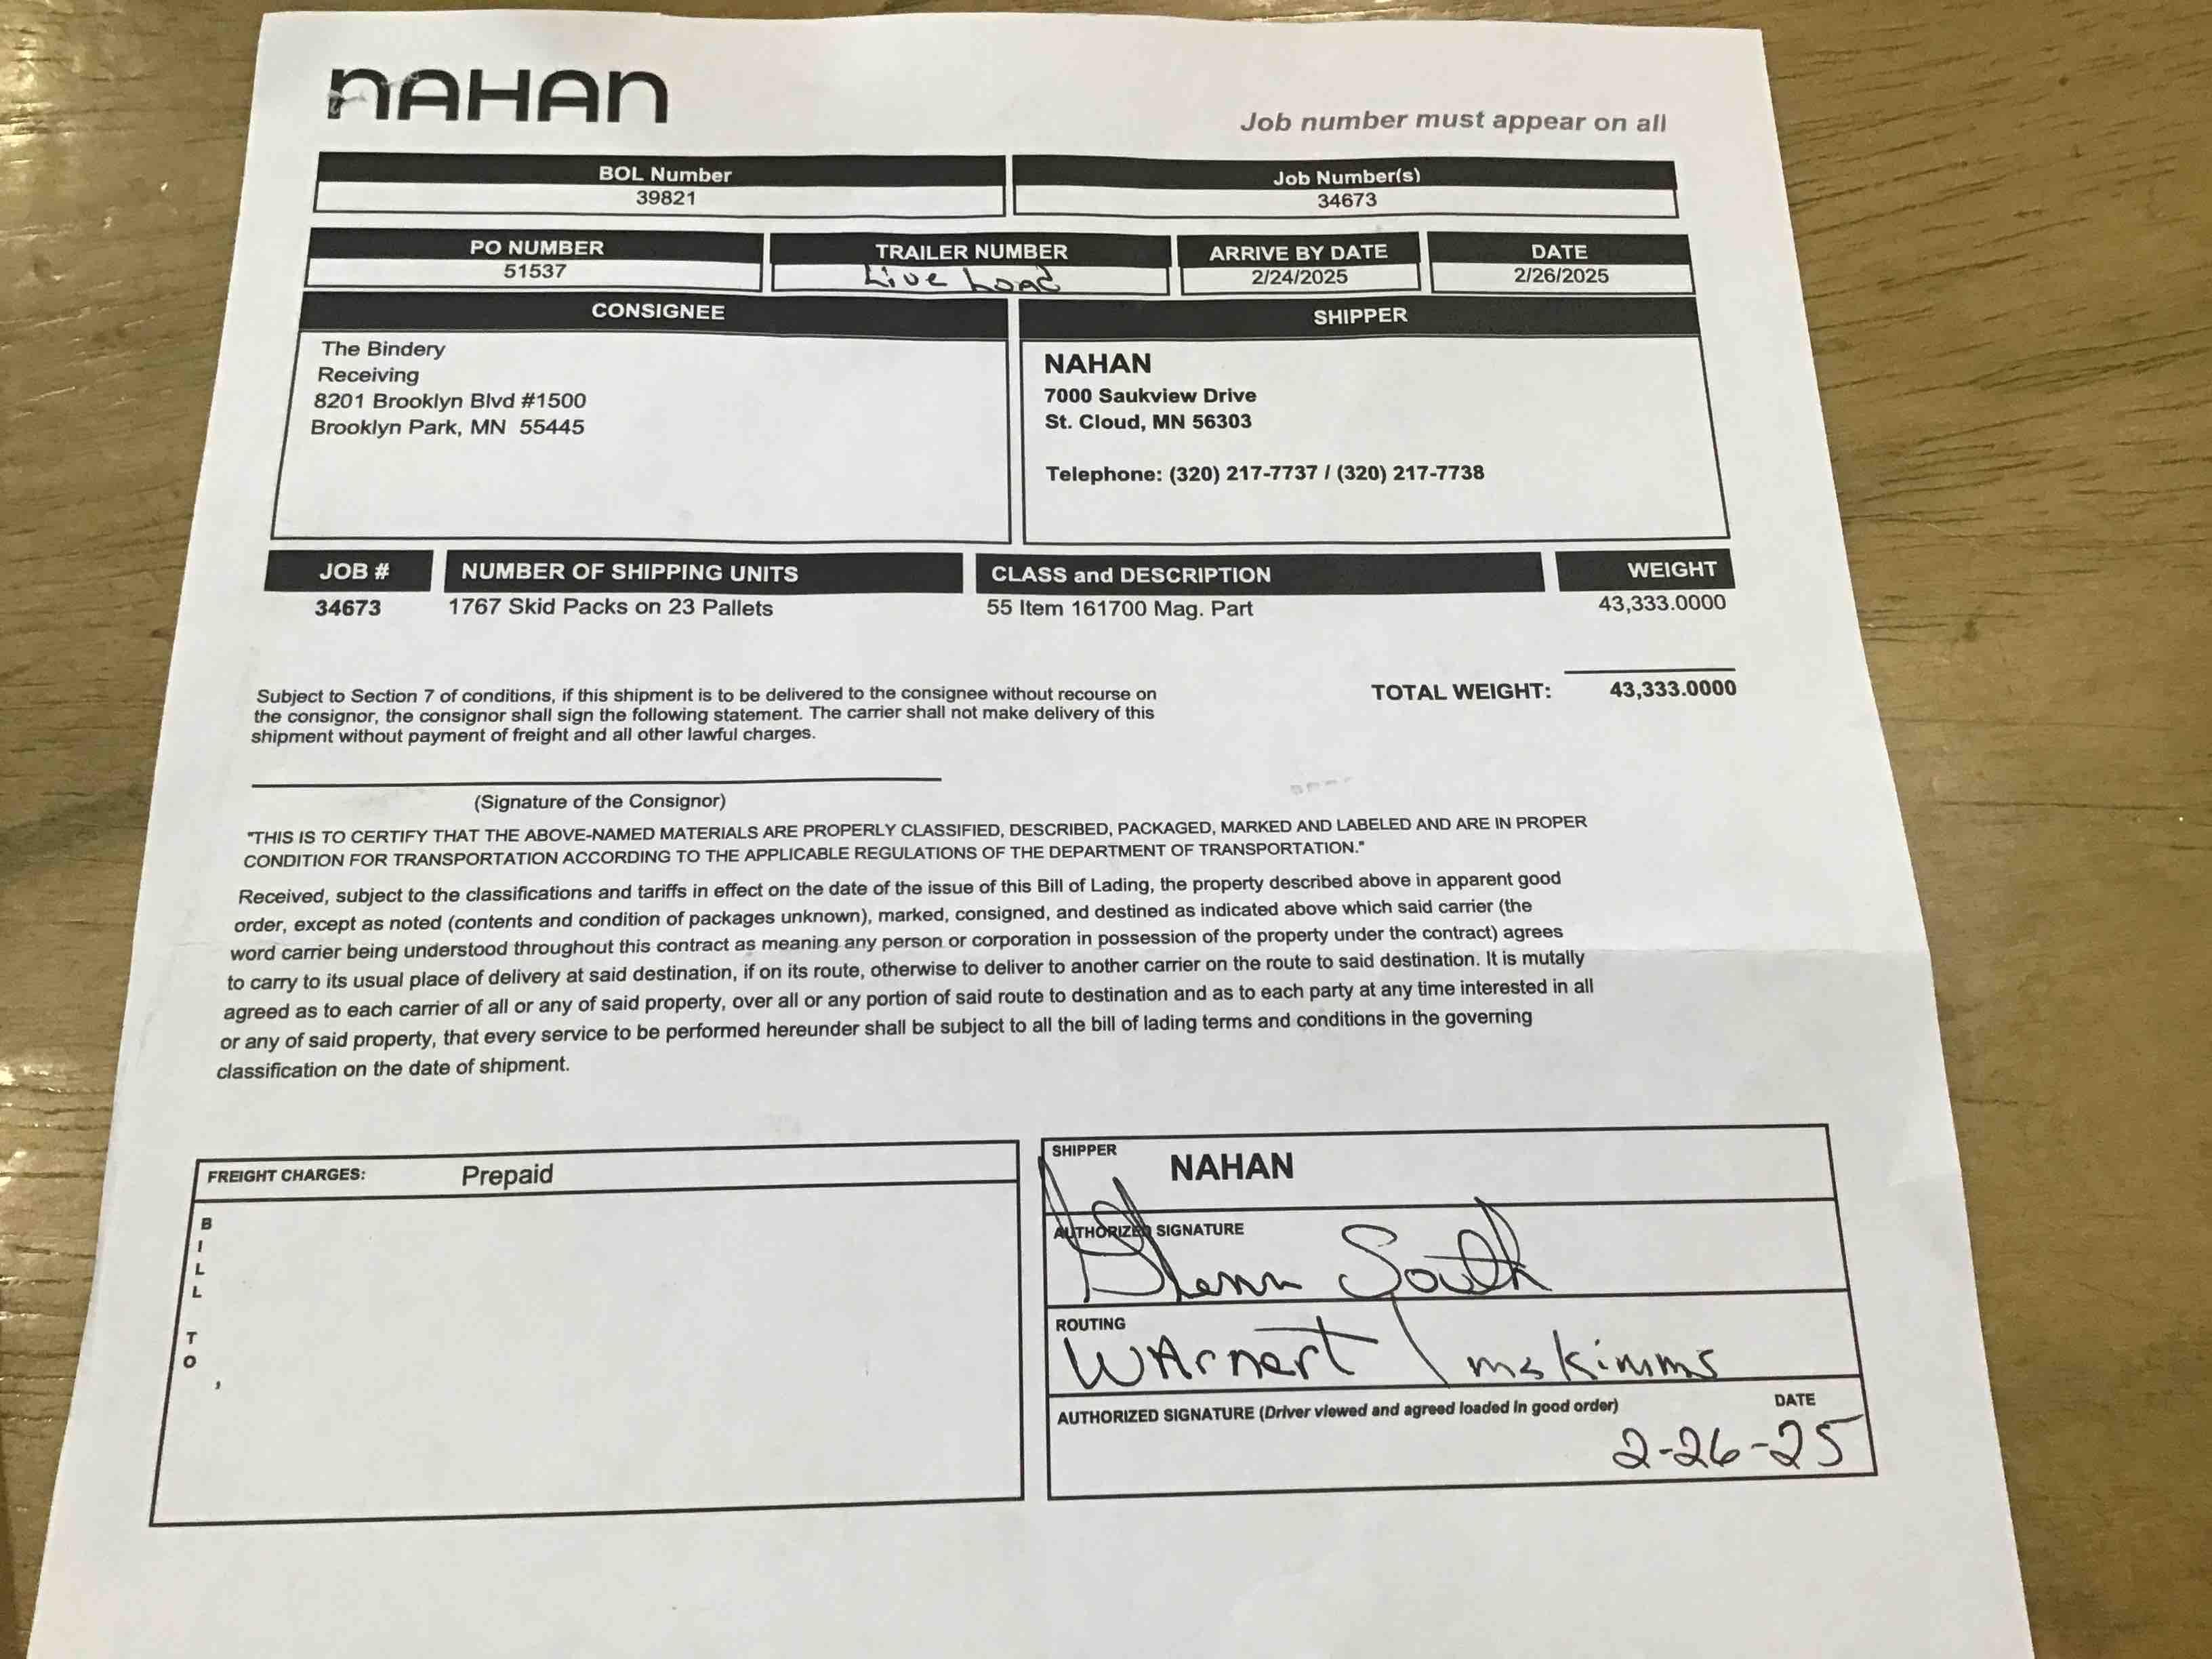 NAHAN
Job number must appear on all
BOL Number
39821
Job Number(s)
34673
PO NUMBER
51537
TRAILER NUMBER
Live Load
ARRIVE BY DATE
2/24/2025
DATE
2/26/2025
CONSIGNEE
The Bindery
Receiving
8201 Brooklyn Blvd #1500
Brooklyn Park, MN 55445
SHIPPER
NAHAN
7000 Saukview Drive
St. Cloud, MN 56303
Telephone: (320) 217-7737 / (320) 217-7738
JOB # NUMBER OF SHIPPING UNITS CLASS and DESCRIPTION WEIGHT
34673 1767 Skid Packs on 23 Pallets 55 Item 161700 Mag. Part 43,333.0000
TOTAL WEIGHT: 43,333.0000
Subject to Section 7 of conditions, if this shipment is to be delivered to the consignee without recourse on
the consignor, the consignor shall sign the following statement. The carrier shall not make delivery of this
shipment without payment of freight and all other lawful charges.
(Signature of the Consignor)
"THIS IS TO CERTIFY THAT THE ABOVE-NAMED MATERIALS ARE PROPERLY CLASSIFIED, DESCRIBED, PACKAGED, MARKED AND LABELED AND ARE IN PROPER
CONDITION FOR TRANSPORTATION ACCORDING TO THE APPLICABLE REGULATIONS OF THE DEPARTMENT OF TRANSPORTATION."
Received, subject to the classifications and tariffs in effect on the date of the issue of this Bill of Lading, the property described above in apparent good
order, except as noted (contents and condition of packages unknown), marked, consigned, and destined as indicated above which said carrier (the
word carrier being understood throughout this contract as meaning any person or corporation in possession of the property under the contract) agrees
to carry to its usual place of delivery at said destination, if on its route, otherwise to deliver to another carrier on the route to said destination. It is mutally
agreed as to each carrier of all or any of said property, over all or any portion of said route to destination and as to each party at any time interested in all
or any of said property, that every service to be performed hereunder shall be subject to all the bill of lading terms and conditions in the governing
classification on the date of shipment.
FREIGHT CHARGES: Prepaid
BILL TO
,
SHIPPER NAHAN
AUTHORIZED SIGNATURE
South
ROUTING
WArnert / mskimms
AUTHORIZED SIGNATURE (Driver viewed and agreed loaded in good order) DATE
2-26-25